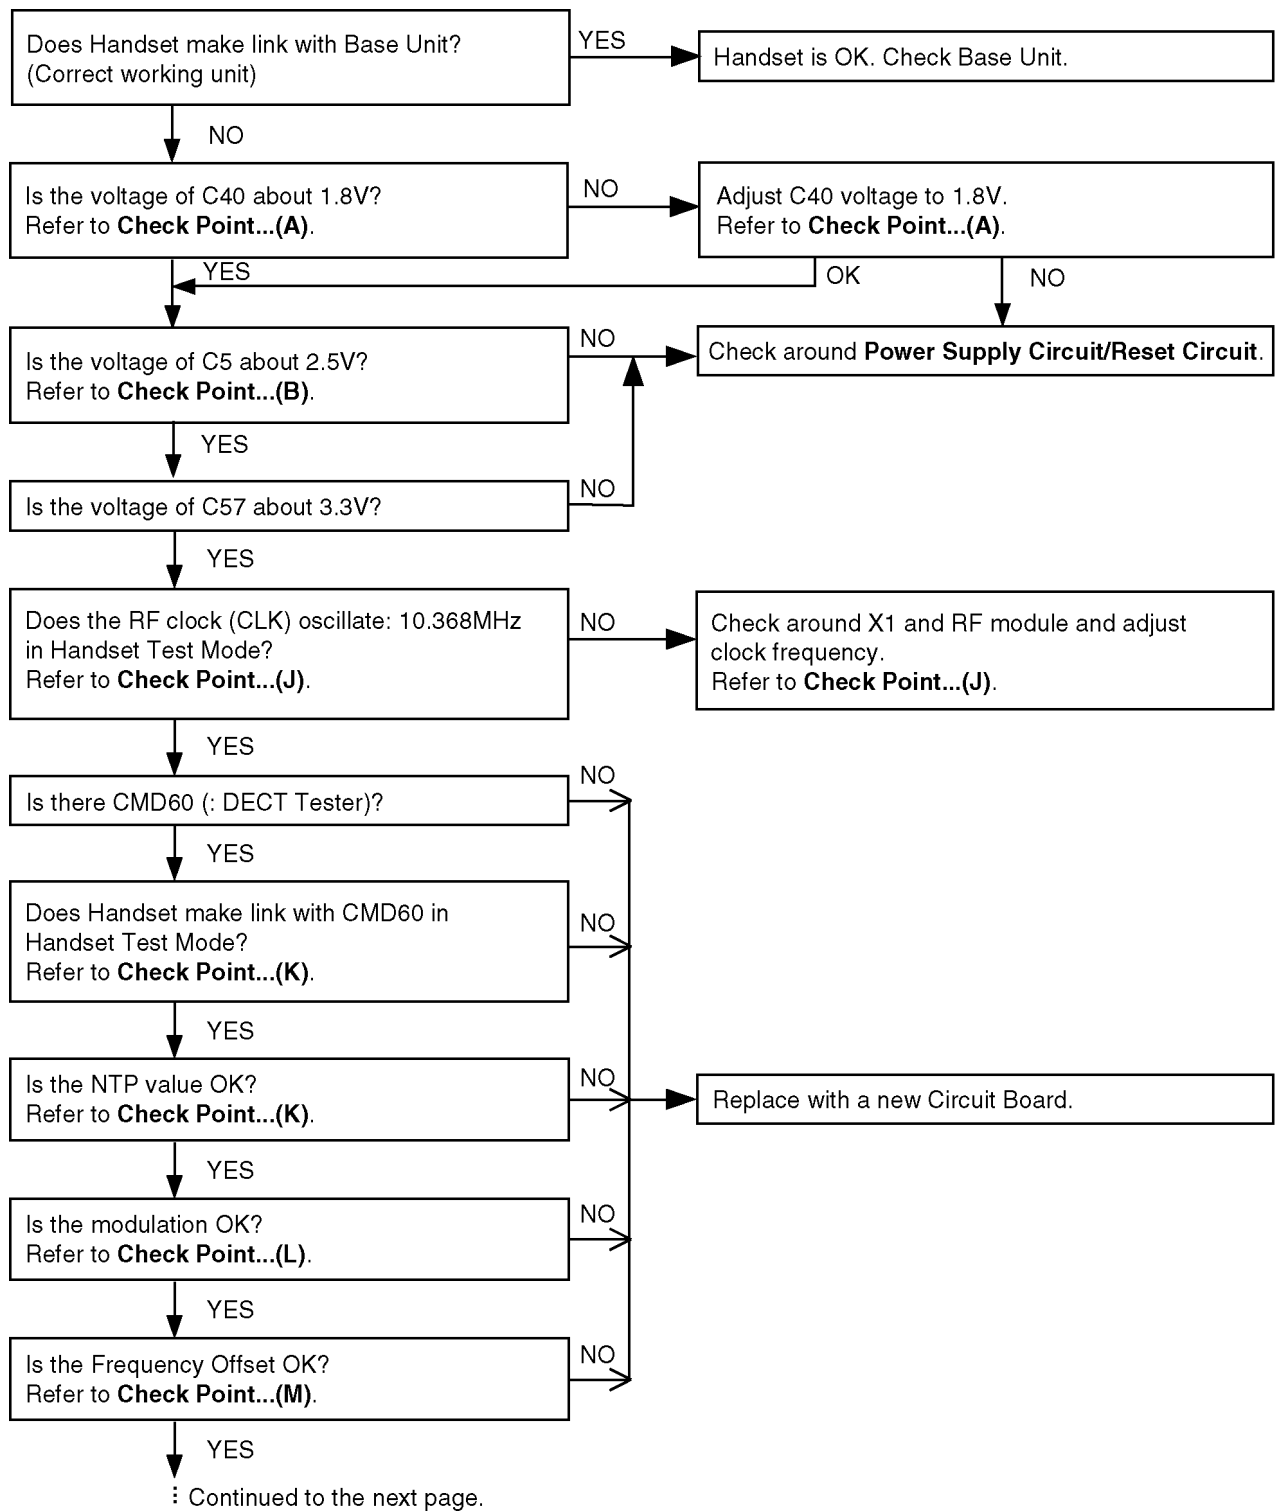 Does Handset make link with Base Unit?
(Correct working unit)
YES
Handset is OK. Check Base Unit.
NO
Is the voltage of C40 about 1.8V?
Refer to Check Point...(A).
NO
Adjust C40 voltage to 1.8V.
Refer to Check Point...(A).
YES
OK
NO
Is the voltage of C5 about 2.5V?
Refer to Check Point...(B).
NO
Check around Power Supply Circuit/Reset Circuit.
YES
Is the voltage of C57 about 3.3V?
NO
YES
Does the RF clock (CLK) oscillate: 10.368MHz
in Handset Test Mode?
Refer to Check Point...(J).
NO
Check around X1 and RF module and adjust
clock frequency.
Refer to Check Point...(J).
YES
Is there CMD60 (: DECT Tester)?
NO
YES
Does Handset make link with CMD60 in
Handset Test Mode?
Refer to Check Point...(K).
NO
YES
Is the NTP value OK?
Refer to Check Point...(K).
NO
Replace with a new Circuit Board.
YES
Is the modulation OK?
Refer to Check Point...(L).
NO
YES
Is the Frequency Offset OK?
Refer to Check Point...(M).
NO
YES
Continued to the next page.